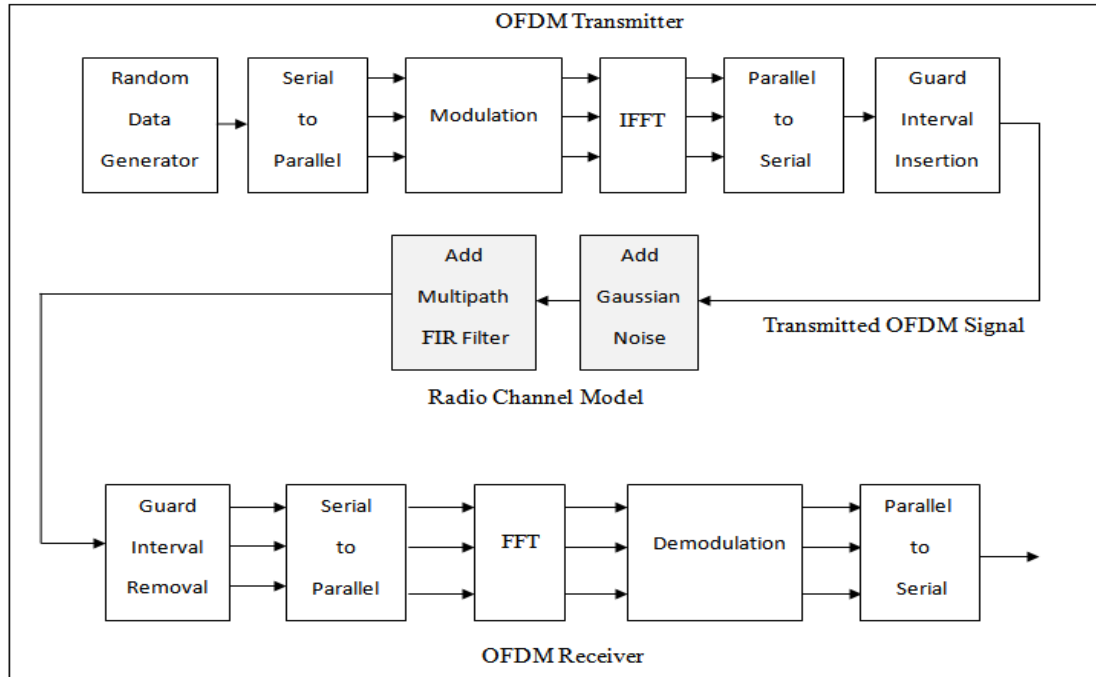 OFDM Transmitter
Random
Data
Generator
Serial
to
Parallel
Modulation
IFFT
Parallel
to
Serial
Guard
Interval
Insertion
Add
Multipath
FIR Filter
Add
Gaussian
Noise
Transmitted OFDM Signal
Radio Channel Model
Guard
Interval
Removal
Serial
to
Parallel
FFT
Demodulation
Parallel
to
Serial
OFDM Receiver